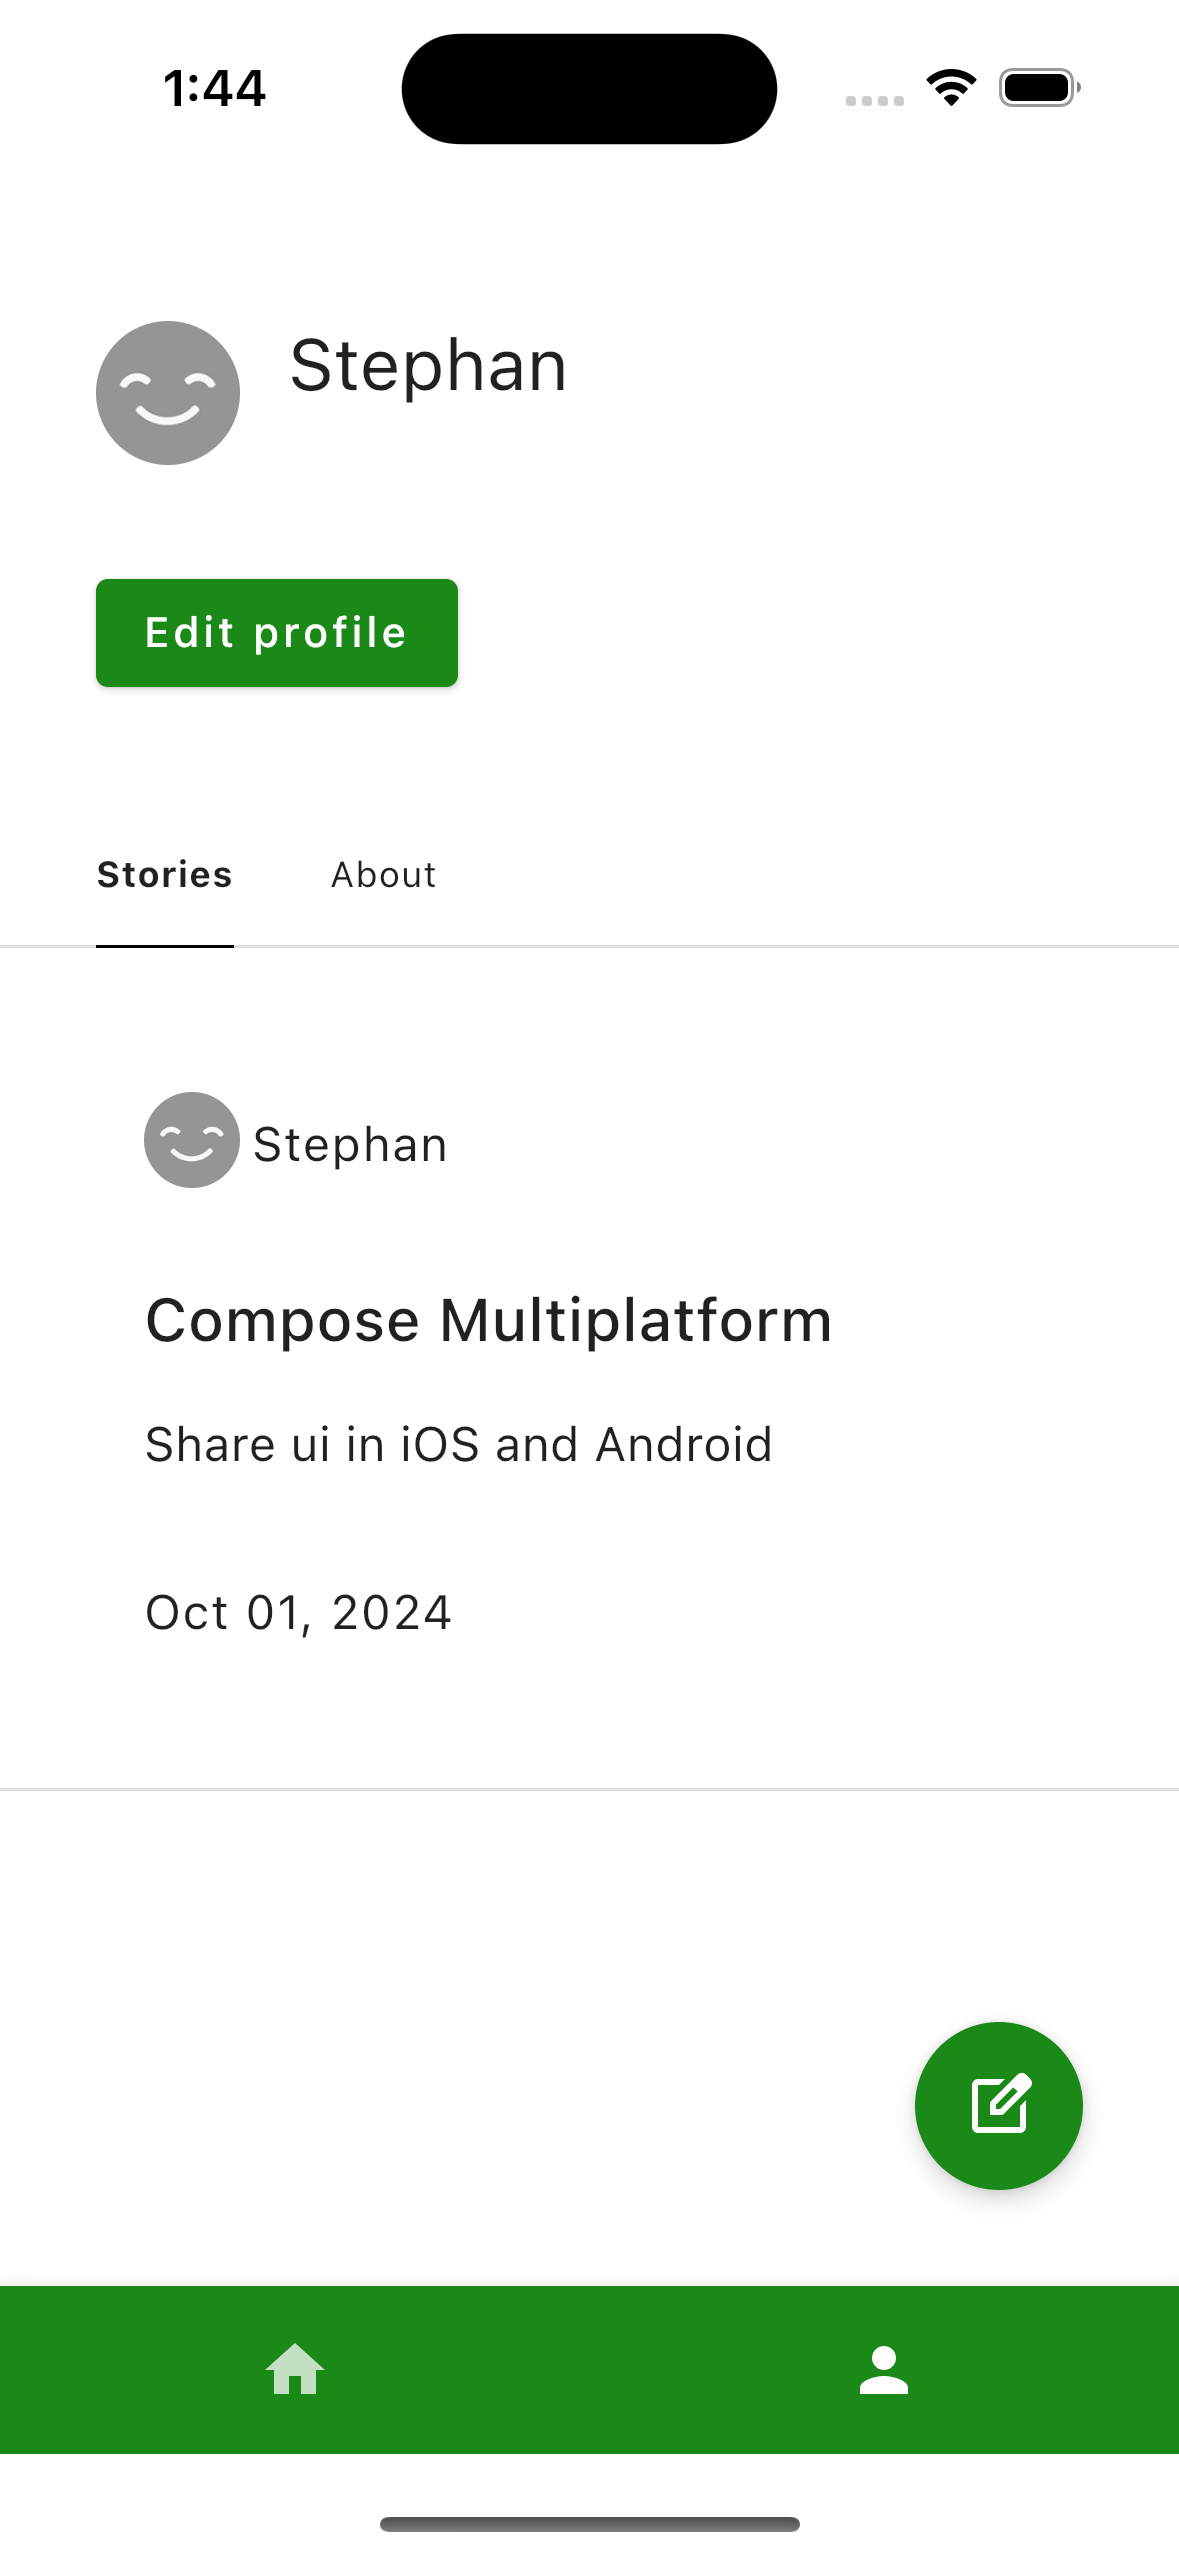 1:44
Stephan
Edit profile
Stories About
Stephan
Compose Multiplatform
Share ui in iOS and Android
Oct 01, 2024